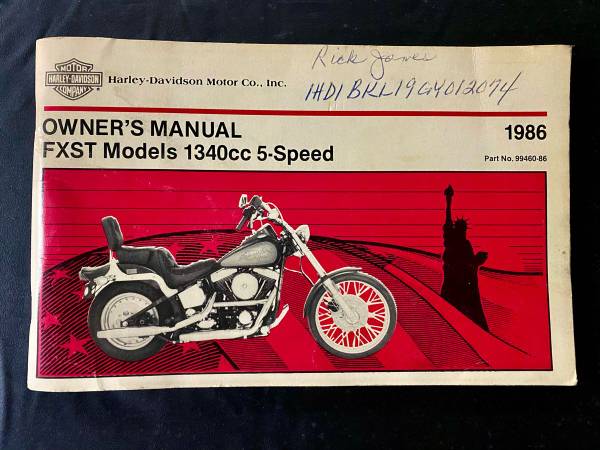 Rick Jones
1HD1BKL19GY012074
MOTOR
HARLEY-DAVIDSON
COMPANY
Harley-Davidson Motor Co., Inc.
OWNER'S MANUAL
1986
FXST Models 1340cc 5-Speed
Part No. 99460-86